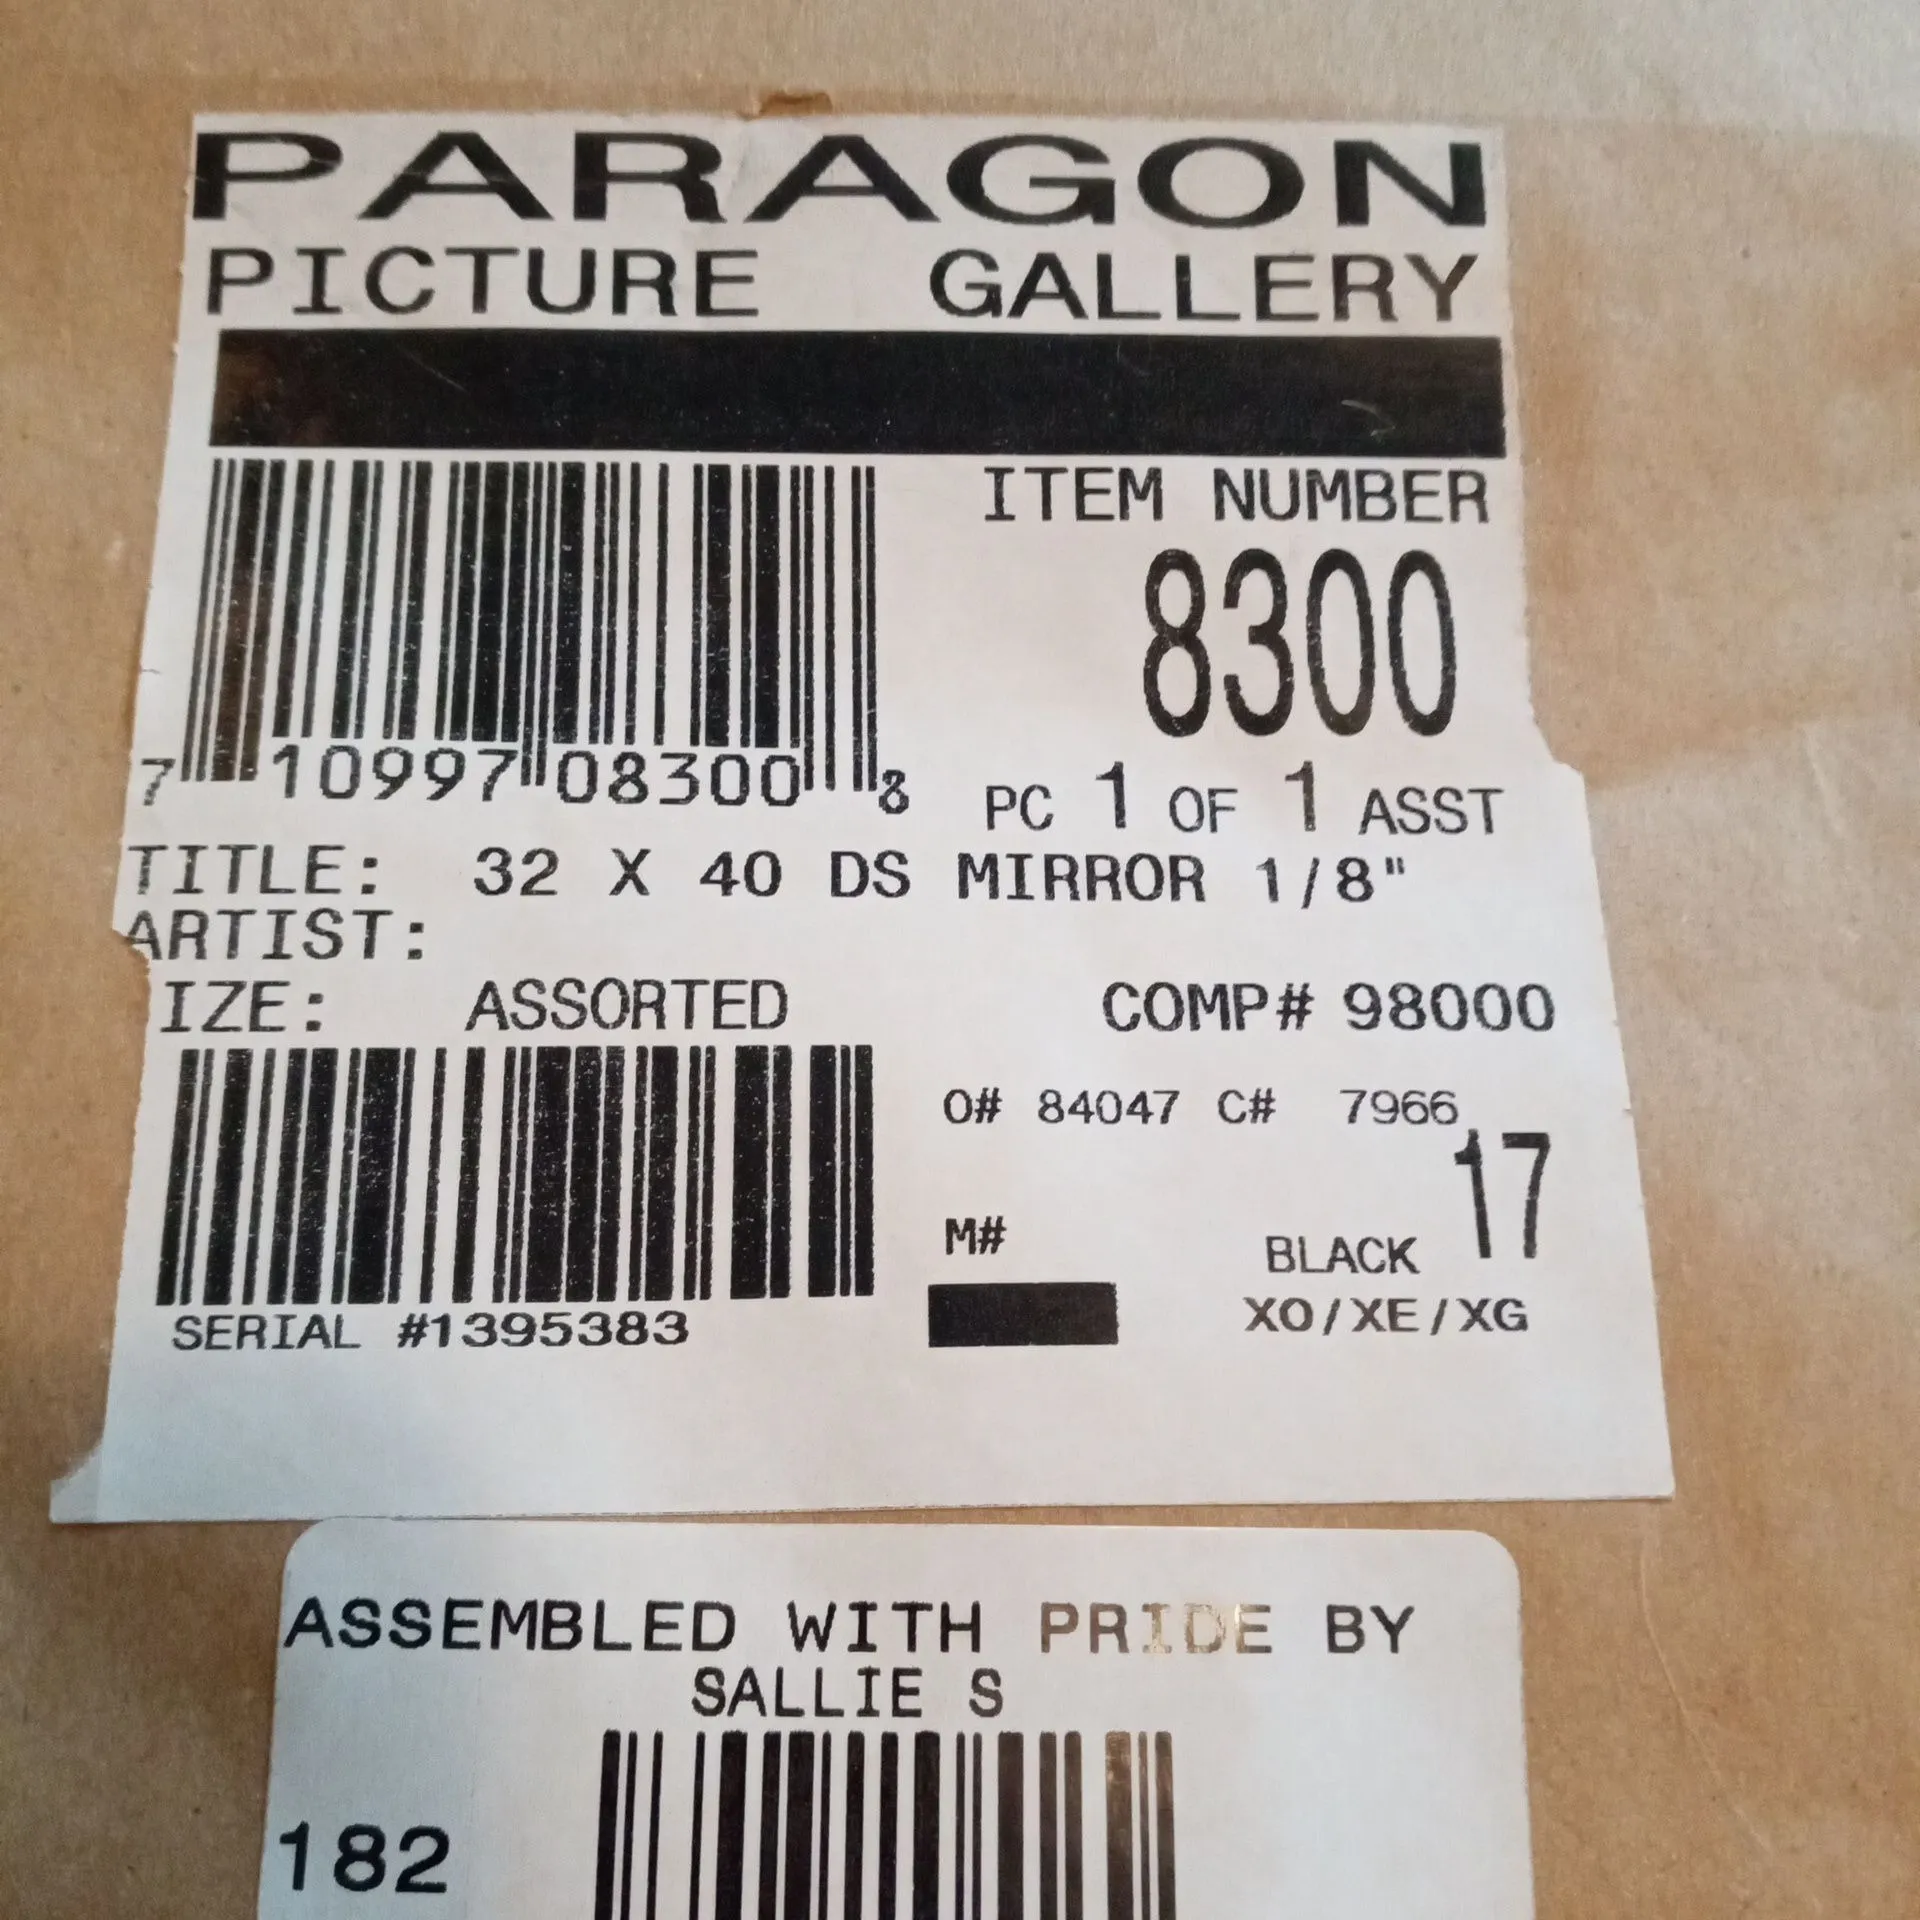 PARAGON
PICTURE GALLERY
ITEM NUMBER
8300
7 10997 08300 8
PC 1 OF 1 ASST
TITLE: 32 X 40 DS MIRROR 1/8"
ARTIST:
IZE: ASSORTED COMP# 98000
O# 84047 C# 7966
17
M# BLACK
XO/XE/XG
SERIAL #1395383
ASSEMBLED WITH PRIDE BY
SALLIE S
182